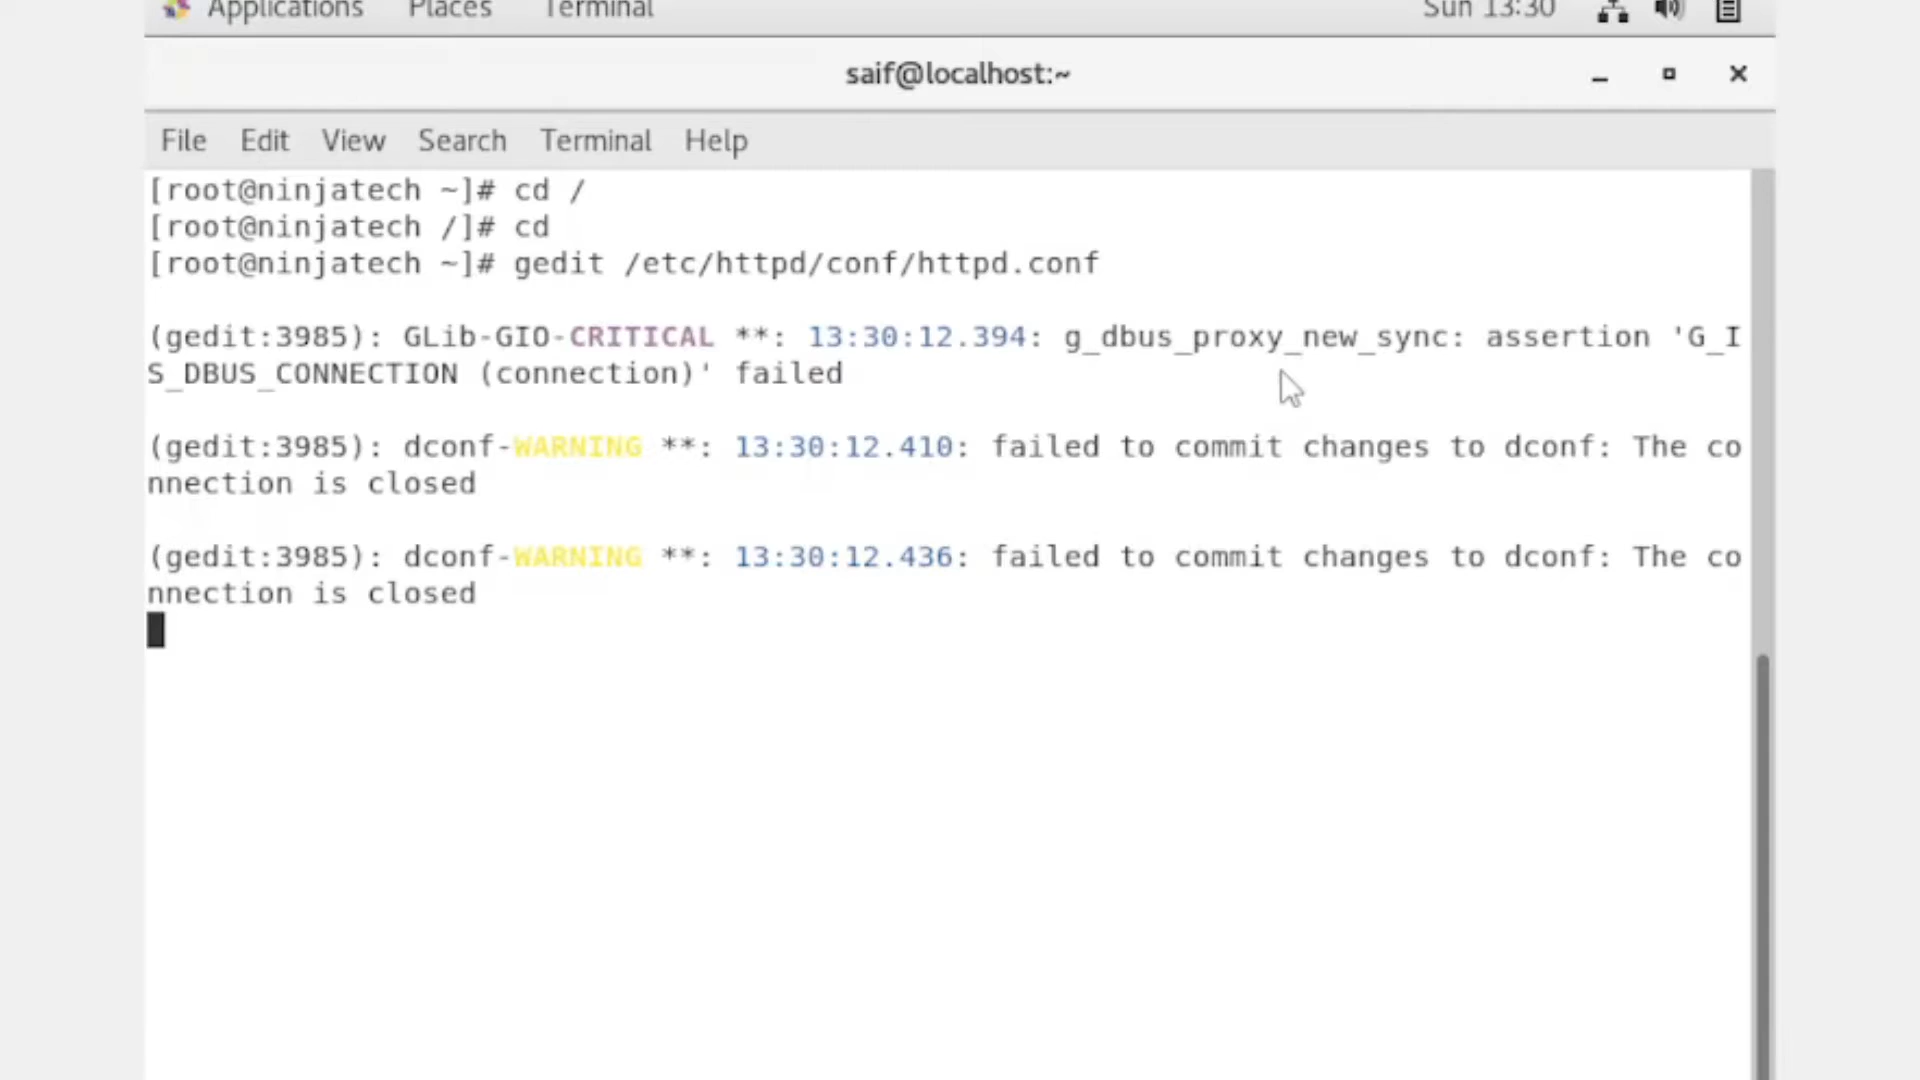 Applications Places Terminal Sun 13:30
saif@localhost:~
File Edit View Search Terminal Help
[root@ninjatech ~]# cd /
[root@ninjatech /]# cd
[root@ninjatech ~]# gedit /etc/httpd/conf/httpd.conf
(gedit:3985): GLib-GIO-CRITICAL **: 13:30:12.394: g_dbus_proxy_new_sync: assertion 'G_I
S_DBUS_CONNECTION (connection)' failed
(gedit:3985): dconf-WARNING **: 13:30:12.410: failed to commit changes to dconf: The co
nnection is closed
(gedit:3985): dconf-WARNING **: 13:30:12.436: failed to commit changes to dconf: The co
nnection is closed